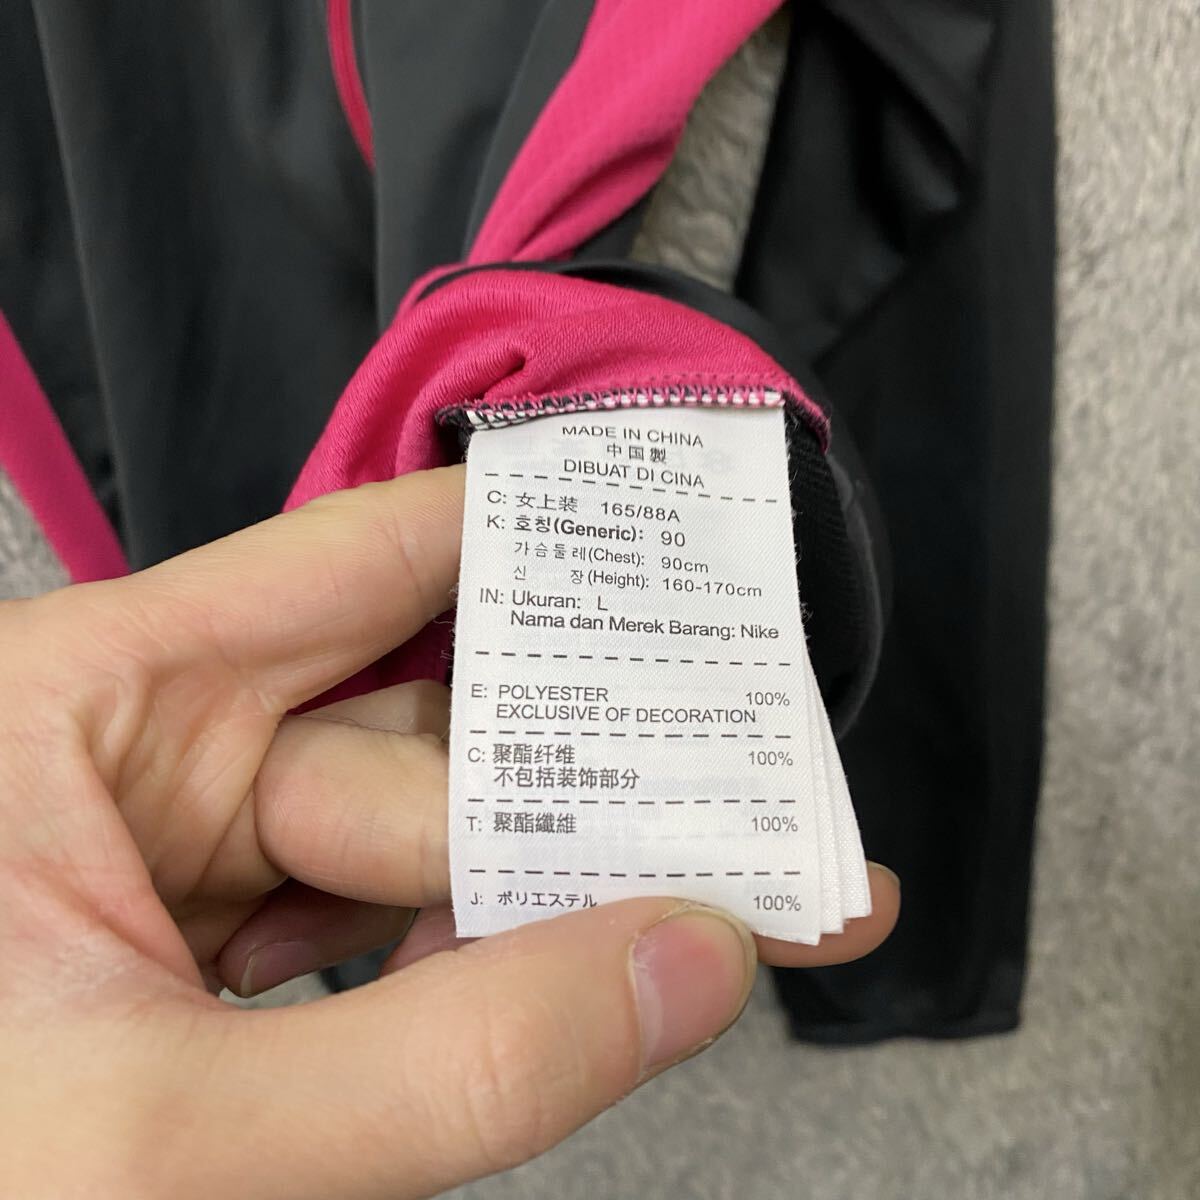 MADE IN CHINA
中国製
DIBUAT DI CINA
C: 女上装 165/88A
K: 호칭(Generic): 90
가슴둘레(Chest): 90cm
신 장(Height): 160-170cm
IN: Ukuran: L
Nama dan Merek Barang: Nike
E: POLYESTER 100%
EXCLUSIVE OF DECORATION
C: 聚酯纤维 100%
不包括装饰部分
T: 聚酯纖維 100%
J: ポリエステル 100%